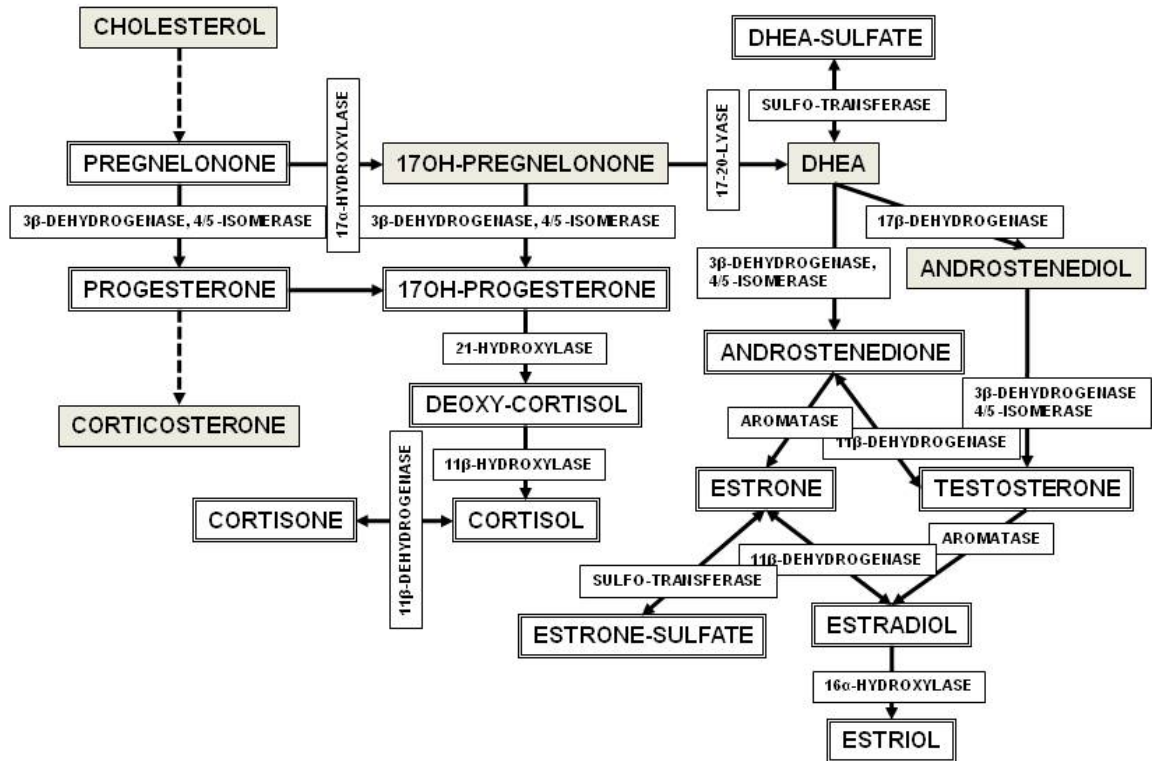 CHOLESTEROL
DHEA-SULFATE
17α-HYDROXYLASE
SULFO-TRANSFERASE
17-20-LYASE
PREGNELONONE
17OH-PREGNELONONE
DHEA
3β-DEHYDROGENASE, 4/5-ISOMERASE
3β-DEHYDROGENASE, 4/5-ISOMERASE
17β-DEHYDROGENASE
3β-DEHYDROGENASE,
4/5-ISOMERASE
ANDROSTENEDIOL
PROGESTERONE
17OH-PROGESTERONE
21-HYDROXYLASE
ANDROSTENEDIONE
DEOXY-CORTISOL
3β-DEHYDROGENASE
4/5-ISOMERASE
CORTICOSTERONE
AROMATASE
11β-DEHYDROGENASE
11β-HYDROXYLASE
ESTRONE
TESTOSTERONE
CORTISONE
11β-DEHYDROGENASE
CORTISOL
AROMATASE
11β-DEHYDROGENASE
SULFO-TRANSFERASE
ESTRONE-SULFATE
ESTRADIOL
16α-HYDROXYLASE
ESTRIOL